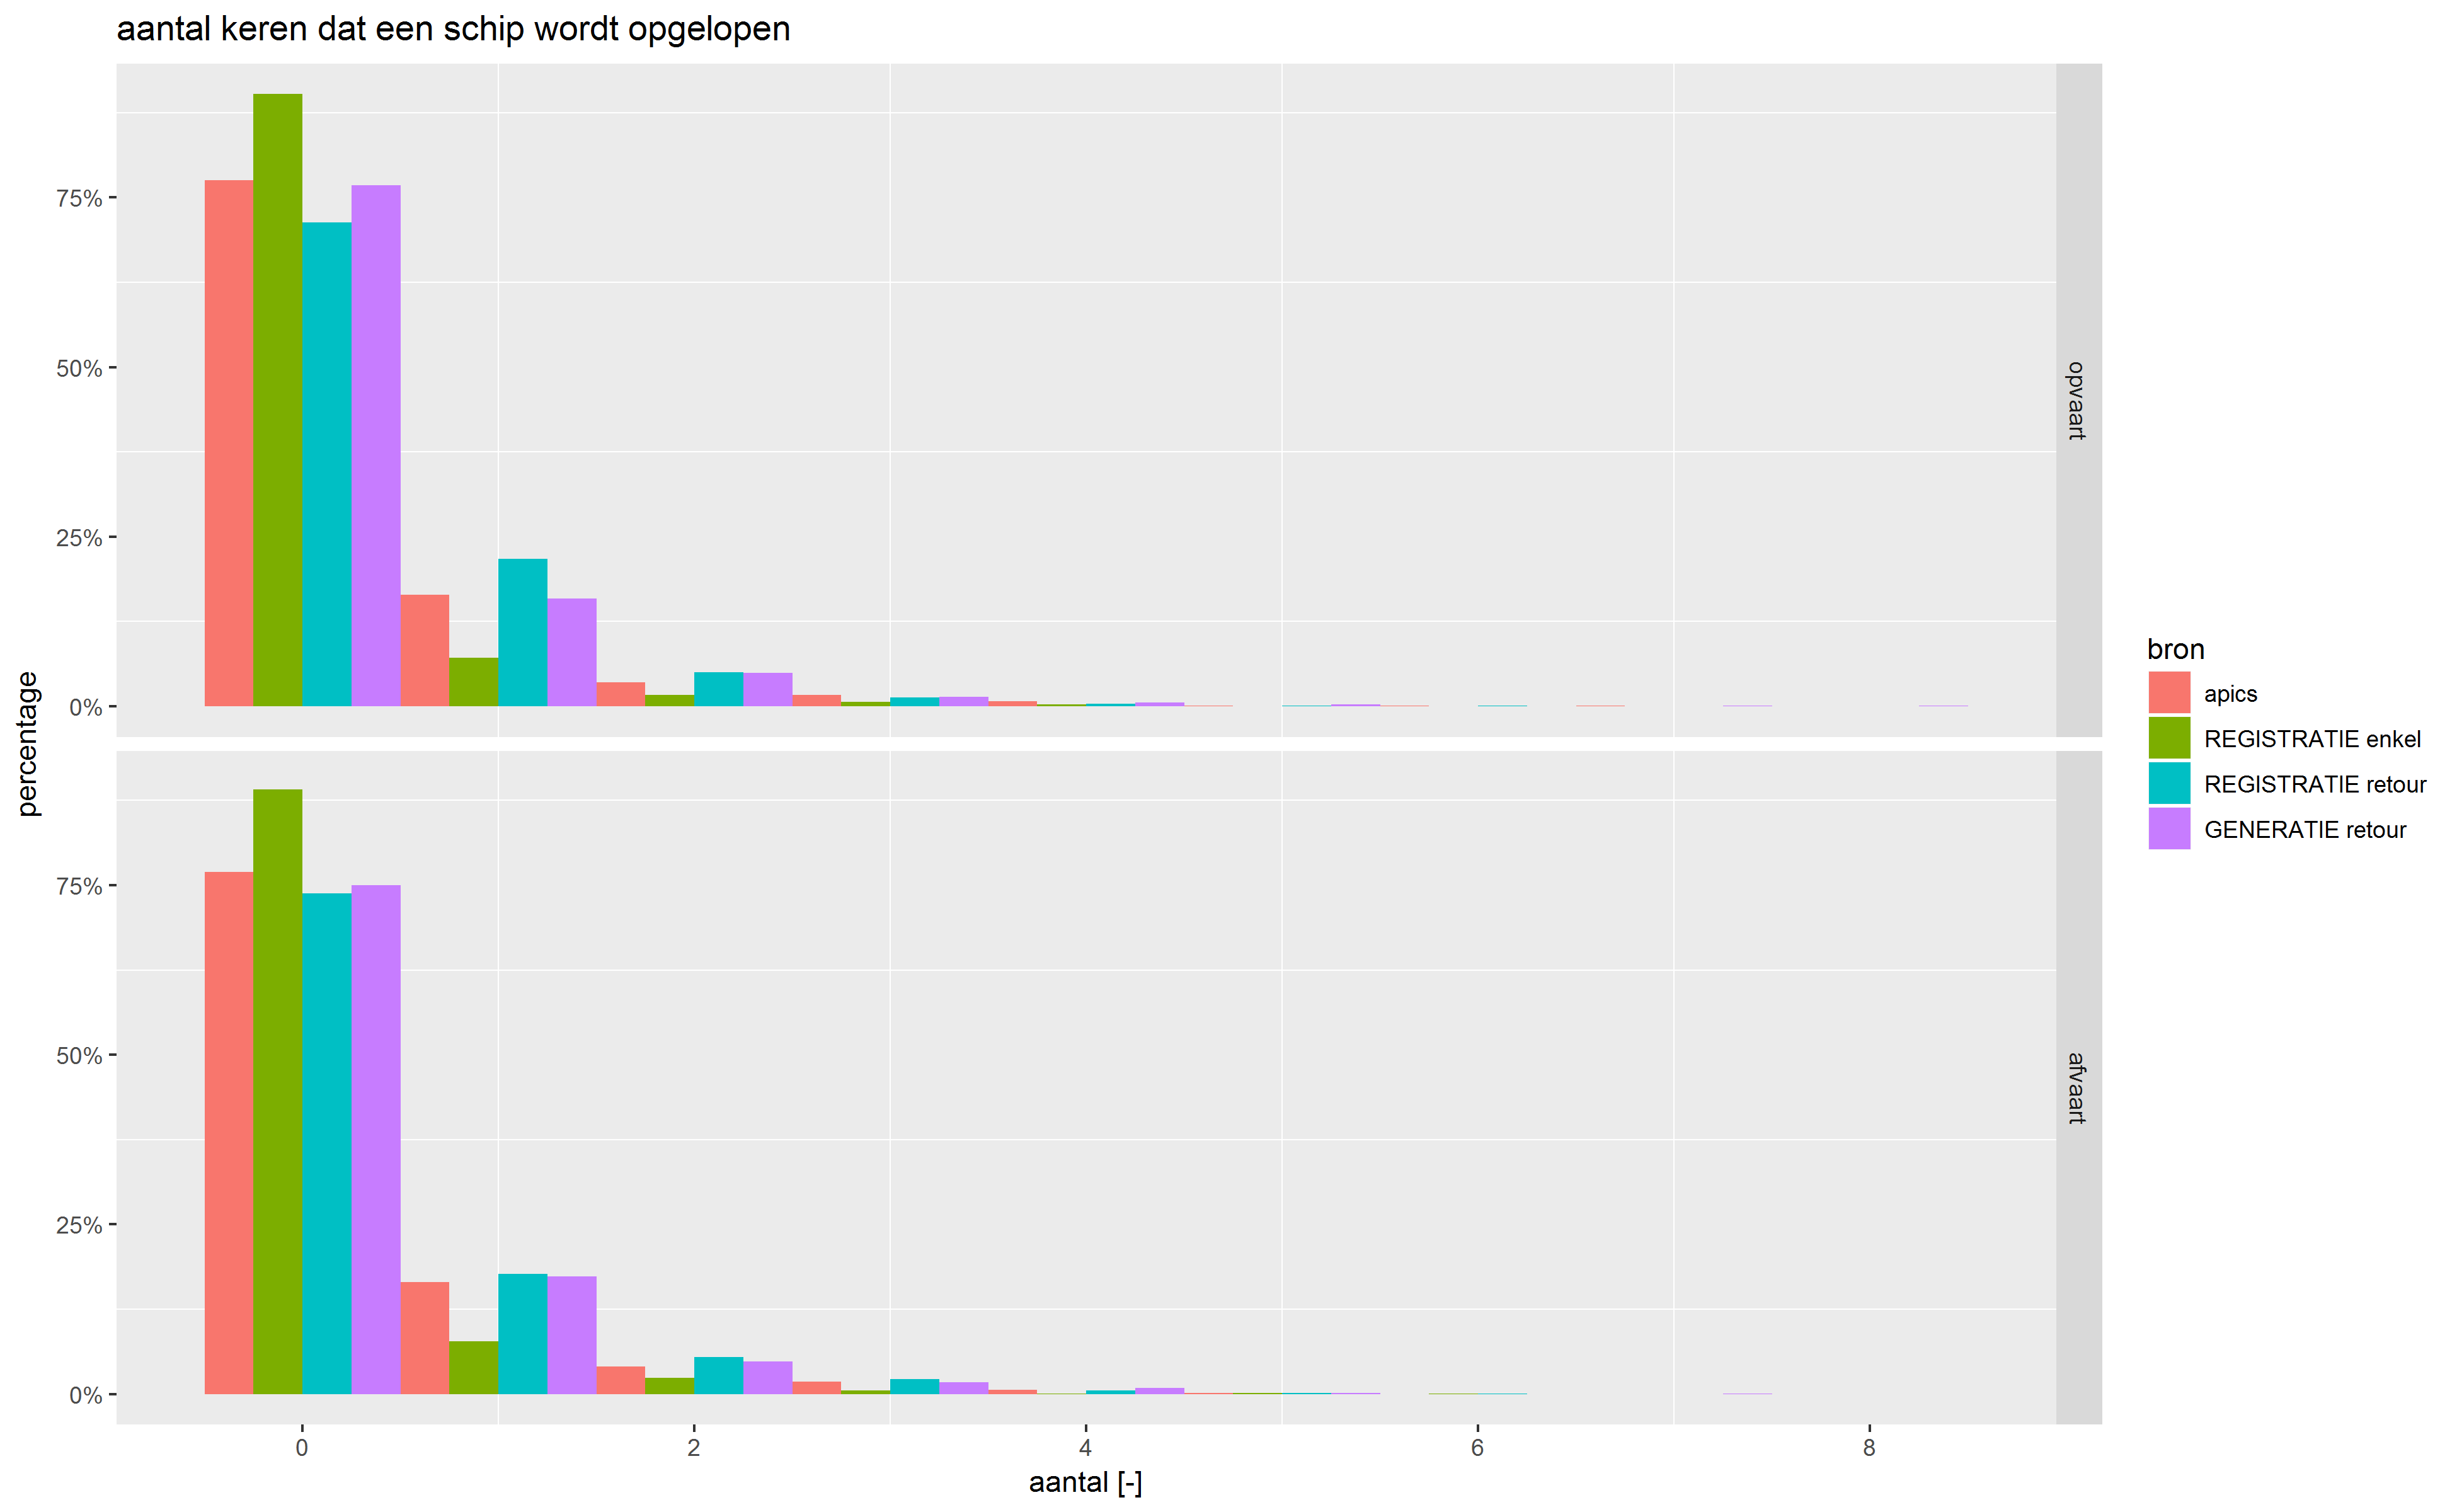 aantal keren dat een schip wordt opgelopen
percentage
75%
50%
25%
0%
opvaart
75%
50%
25%
0%
afvaart
0 2 4 6 8
aantal [-]
bron
apics
REGISTRATIE enkel
REGISTRATIE retour
GENERATIE retour